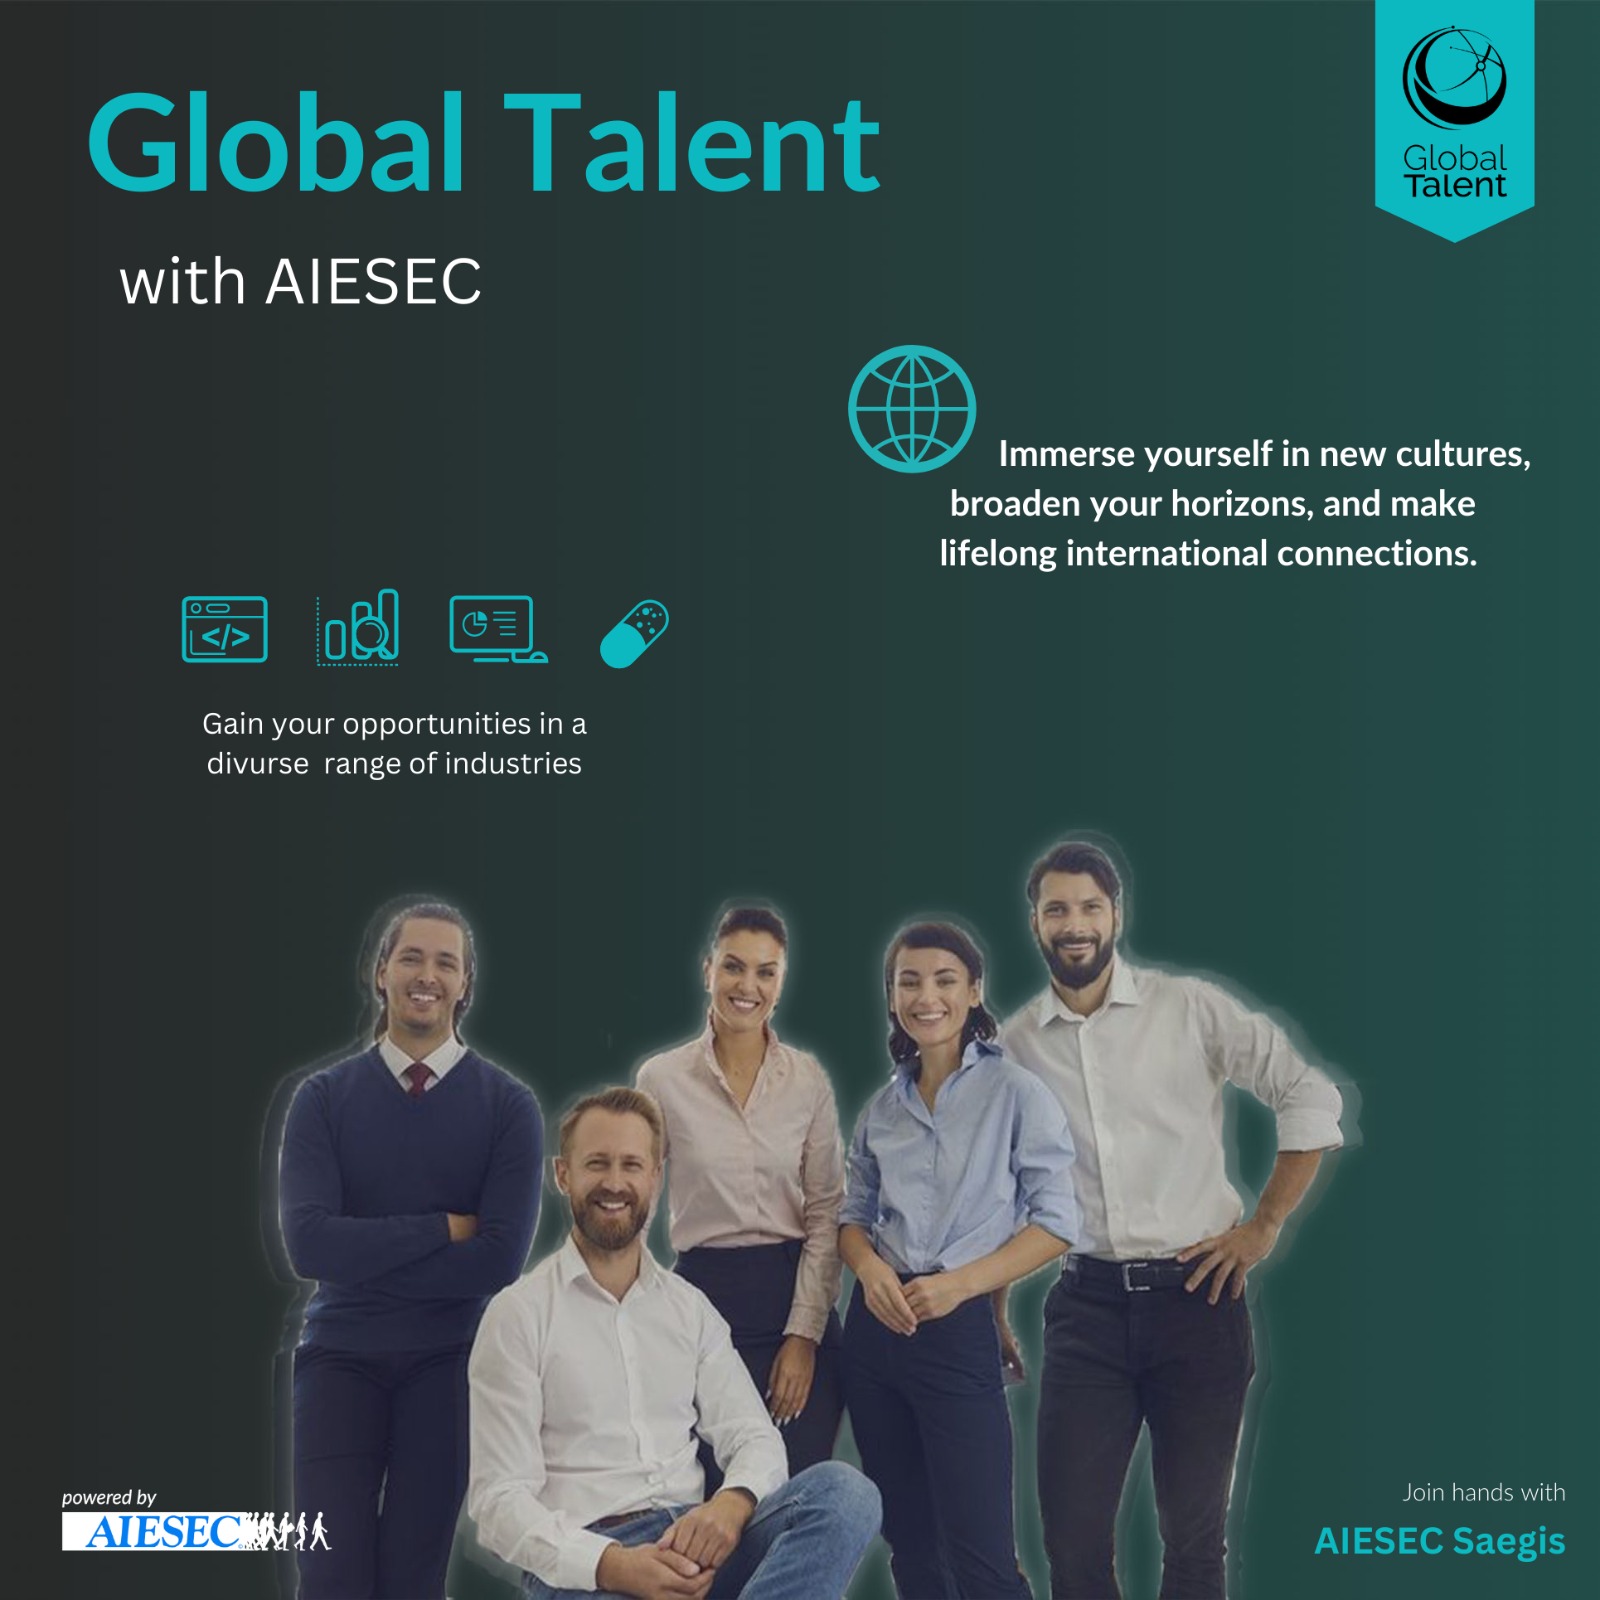 Global Talent
with AIESEC
Global
Talent
Immerse yourself in new cultures,
broaden your horizons, and make
lifelong international connections.
</>
Gain your opportunities in a
divurse range of industries
powered by
AIESEC
Join hands with
AIESEC Saegis